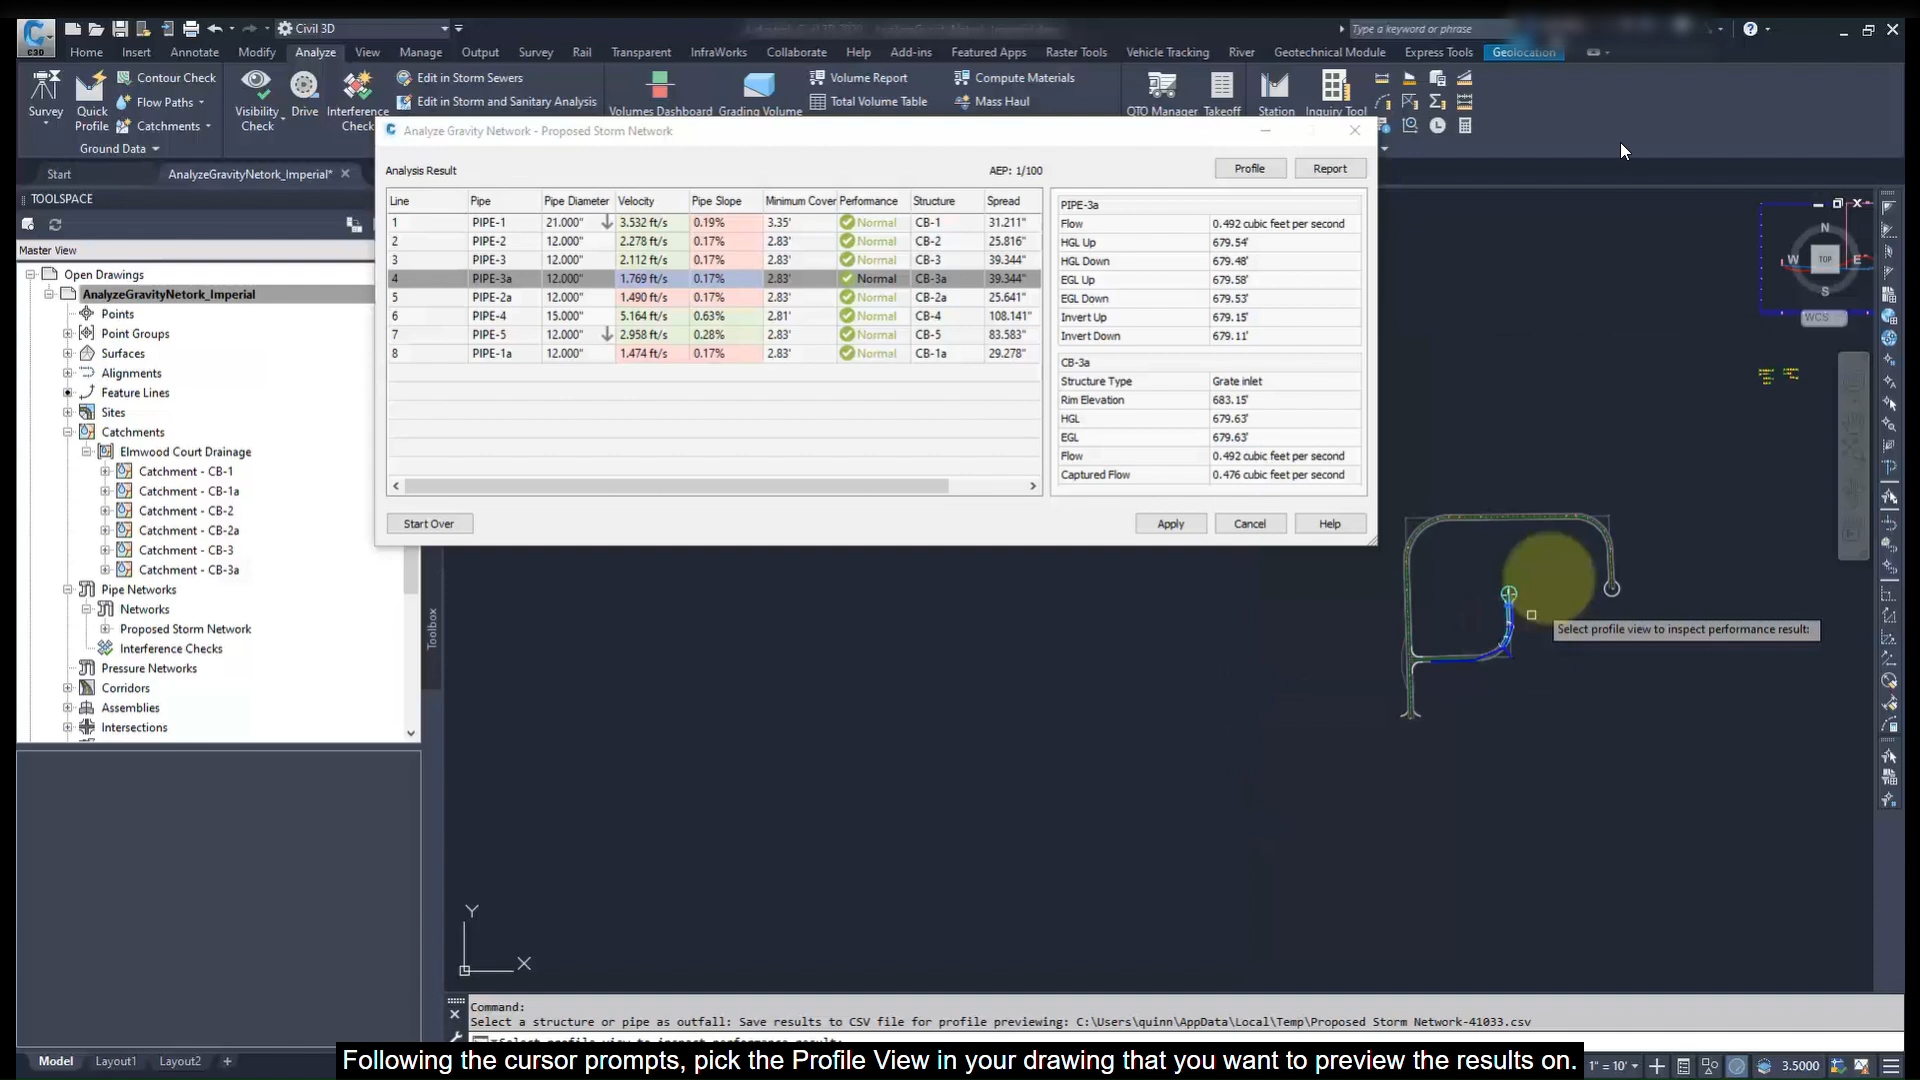 C3D
Civil 3D
Type a keyword or phrase
Home Insert Annotate Modify Analyze View Manage Output Survey Rail Transparent InfraWorks Collaborate Help Add-ins Featured Apps Raster Tools Vehicle Tracking River Geotechnical Module Express Tools Geolocation
Survey
Quick Profile
Contour Check
Flow Paths
Catchments
Ground Data
Visibility Check
Drive
Interference Check
Edit in Storm Sewers
Edit in Storm and Sanitary Analysis
Volumes Dashboard
Grading Volume
Volume Report
Total Volume Table
Compute Materials
Mass Haul
QTO Manager
Takeoff
Station
Inquiry Tool
Start
AnalyzeGravityNetork_Imperial*
TOOLSPACE
Master View
Open Drawings
AnalyzeGravityNetork_Imperial
Points
Point Groups
Surfaces
Alignments
Feature Lines
Sites
Catchments
Elmwood Court Drainage
Catchment - CB-1
Catchment - CB-1a
Catchment - CB-2
Catchment - CB-2a
Catchment - CB-3
Catchment - CB-3a
Pipe Networks
Networks
Proposed Storm Network
Interference Checks
Pressure Networks
Corridors
Assemblies
Intersections
Toolbox
Analyze Gravity Network - Proposed Storm Network
Analysis Result
AEP: 1/100
Profile
Report
Line Pipe Pipe Diameter Velocity Pipe Slope Minimum Cover Performance Structure Spread
1 PIPE-1 21.000" 3.532 ft/s 0.19% 3.35' Normal CB-1 31.211"
2 PIPE-2 12.000" 2.278 ft/s 0.17% 2.83' Normal CB-2 25.816"
3 PIPE-3 12.000" 2.112 ft/s 0.17% 2.83' Normal CB-3 39.344"
4 PIPE-3a 12.000" 1.769 ft/s 0.17% 2.83' Normal CB-3a 39.344"
5 PIPE-2a 12.000" 1.490 ft/s 0.17% 2.83' Normal CB-2a 25.641"
6 PIPE-4 15.000" 5.164 ft/s 0.63% 2.81' Normal CB-4 108.141"
7 PIPE-5 12.000" 2.958 ft/s 0.28% 2.83' Normal CB-5 83.583"
8 PIPE-1a 12.000" 1.474 ft/s 0.17% 2.83' Normal CB-1a 29.278"
PIPE-3a
Flow 0.492 cubic feet per second
HGL Up 679.54'
HGL Down 679.48'
EGL Up 679.58'
EGL Down 679.53'
Invert Up 679.15'
Invert Down 679.11'
CB-3a
Structure Type Grate inlet
Rim Elevation 683.15'
HGL 679.63'
EGL 679.63'
Flow 0.492 cubic feet per second
Captured Flow 0.476 cubic feet per second
Start Over
Apply
Cancel
Help
N
W TOP E
S
WCS
Select profile view to inspect performance result:
Y
X
Command:
Select a structure or pipe as outfall: Save results to CSV file for profile previewing: C:\Users\quinn\AppData\Local\Temp\Proposed Storm Network-41033.csv
Model Layout1 Layout2 +
Following the cursor prompts, pick the Profile View in your drawing that you want to preview the results on.
1" = 10'
3.5000